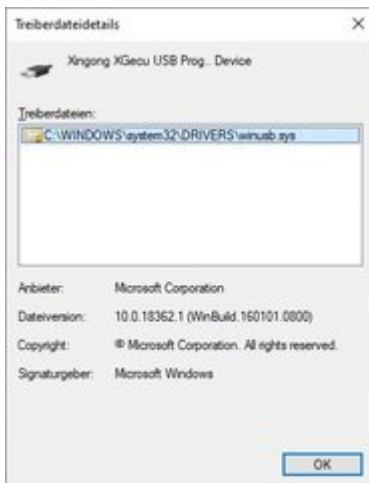 Treiberdateidetails
Xingong XGecu USB Prog.. Device
Treiberdateien:
C:\WINDOWS\system32\DRIVERS\winusb.sys
Anbieter: Microsoft Corporation
Dateiversion: 10.0.18362.1 (WinBuild.160101.0800)
Copyright: © Microsoft Corporation. All rights reserved.
Signaturgeber: Microsoft Windows
OK